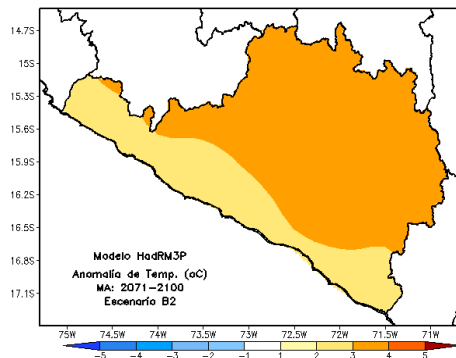 14.7S
15S
15.3S
15.6S
15.9S
16.2S
16.5S
16.8S
17.1S
Modelo HadRM3P
Anomalía de Temp. (oC)
MA: 2071-2100
Escenario B2
75W 74.5W 74W 73.5W 73W 72.5W 72W 71.5W 71W
-5 -4 -3 -2 -1 1 2 3 4 5